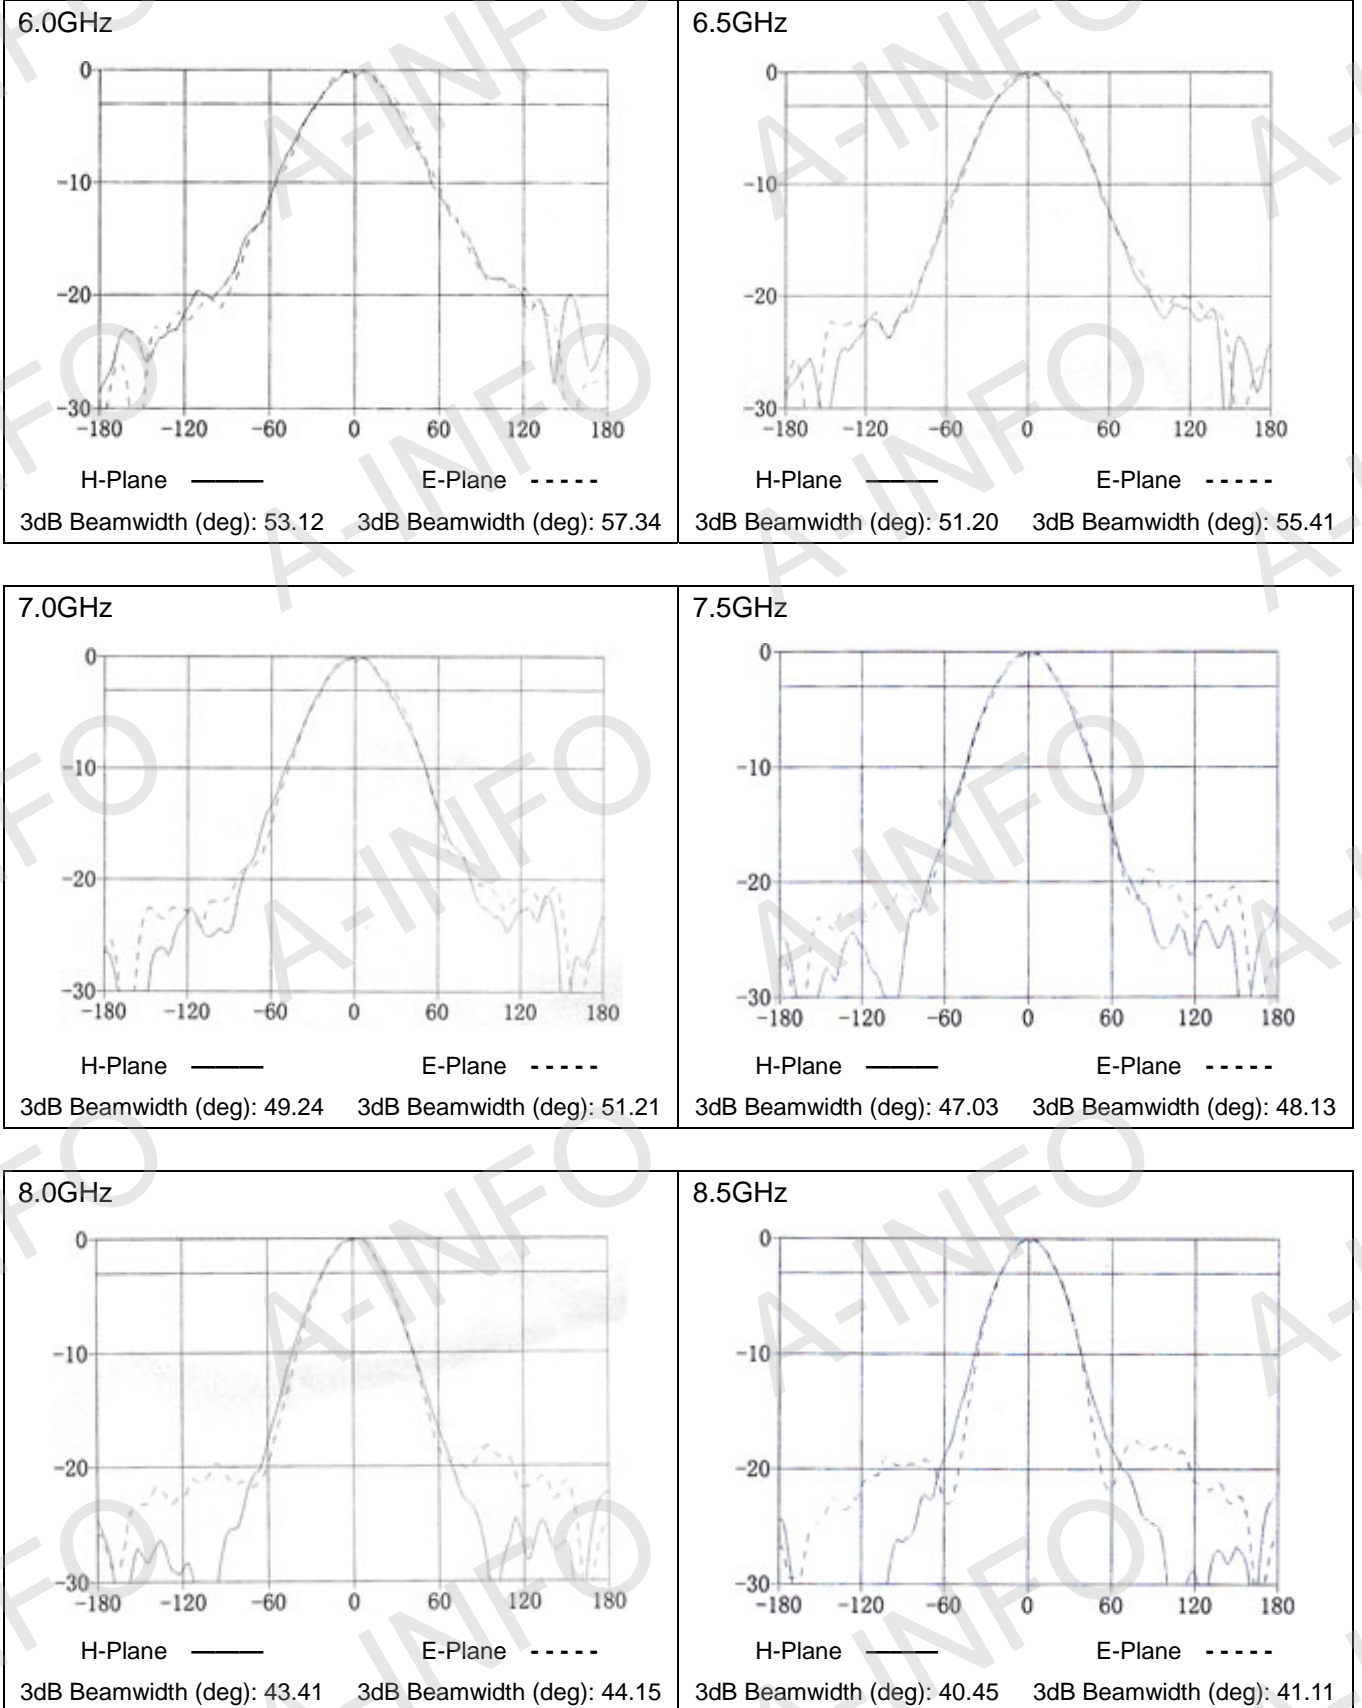 6.0GHz
0
-10
-20
-30
-180 -120 -60 0 60 120 180
H-Plane E-Plane
3dB Beamwidth (deg): 53.12 3dB Beamwidth (deg): 57.34
6.5GHz
0
-10
-20
-30
-180 -120 -60 0 60 120 180
H-Plane E-Plane
3dB Beamwidth (deg): 51.20 3dB Beamwidth (deg): 55.41
7.0GHz
0
-10
-20
-30
-180 -120 -60 0 60 120 180
H-Plane E-Plane
3dB Beamwidth (deg): 49.24 3dB Beamwidth (deg): 51.21
7.5GHz
0
-10
-20
-30
-180 -120 -60 0 60 120 180
H-Plane E-Plane
3dB Beamwidth (deg): 47.03 3dB Beamwidth (deg): 48.13
8.0GHz
0
-10
-20
-30
-180 -120 -60 0 60 120 180
H-Plane E-Plane
3dB Beamwidth (deg): 43.41 3dB Beamwidth (deg): 44.15
8.5GHz
0
-10
-20
-30
-180 -120 -60 0 60 120 180
H-Plane E-Plane
3dB Beamwidth (deg): 40.45 3dB Beamwidth (deg): 41.11
A-INFO
A-INFO
A-INFO
A-INFO
A-INFO
A-INFO